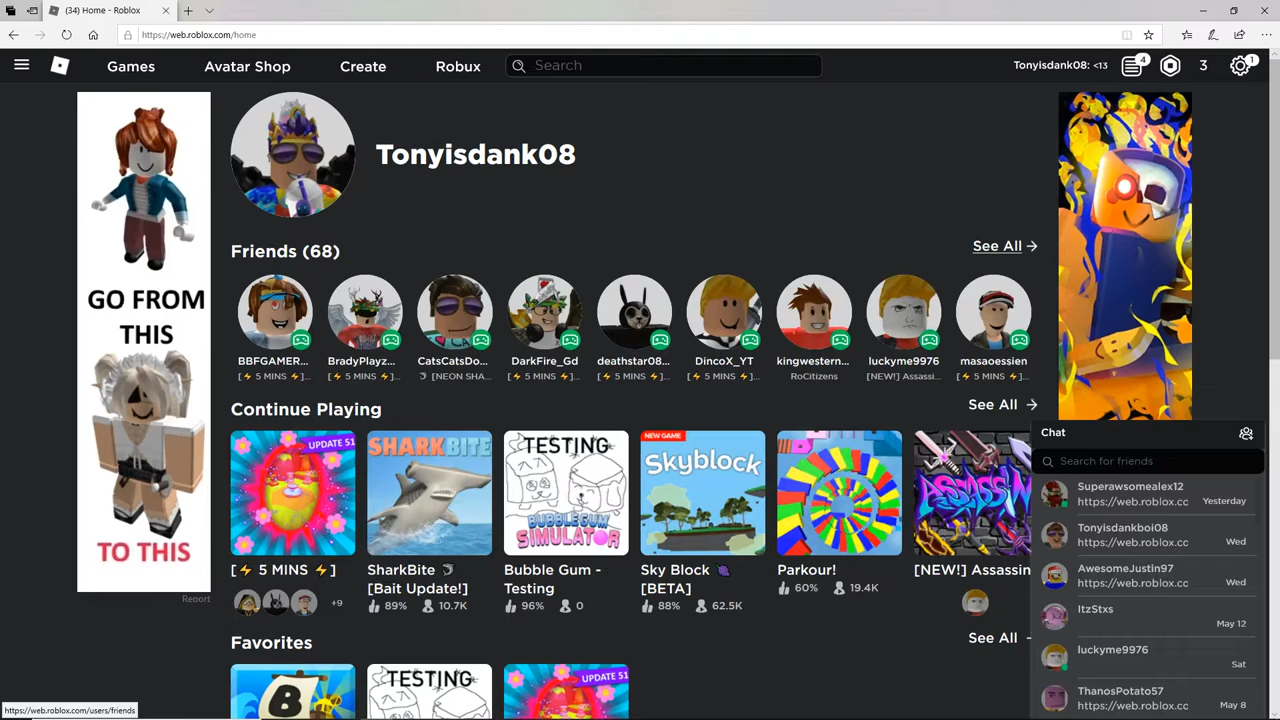 (34) Home - Roblox
https://web.roblox.com/home
Games
Avatar Shop
Create
Robux
Search
Tonyisdank08: <13
4
3
1
Tonyisdank08
GO FROM
THIS
TO THIS
Report
Friends (68)
See All
BBFGAMER...
BradyPlayz...
CatsCatsDo...
DarkFire_Gd
deathstar08...
DincoX_YT
kingwestern...
luckyme9976
masaoessien
[⚡ 5 MINS ⚡]...
[⚡ 5 MINS ⚡]...
[NEON SHA...
[⚡ 5 MINS ⚡]...
[⚡ 5 MINS ⚡]...
[⚡ 5 MINS ⚡]...
RoCitizens
[NEW!] Assassi...
[⚡ 5 MINS ⚡]...
Continue Playing
See All
UPDATE 51
SHARKBITE
TESTING
BUBBLE GUM
SIMULATOR
NEW GAME
Skyblock
ASSASSIN
[⚡ 5 MINS ⚡]
+9
SharkBite
[Bait Update!]
89% 10.7K
Bubble Gum -
Testing
96% 0
Sky Block
[BETA]
88% 62.5K
Parkour!
60% 19.4K
[NEW!] Assassin
Favorites
See All
B
TESTING
UPDATE 51
Chat
Search for friends
Superawsomealex12
https://web.roblox.cc Yesterday
Tonyisdankboi08
https://web.roblox.cc Wed
AwesomeJustin97
https://web.roblox.cc Wed
ItzStxs
May 12
luckyme9976
Sat
ThanosPotato57
https://web.roblox.cc May 8
https://web.roblox.com/users/friends